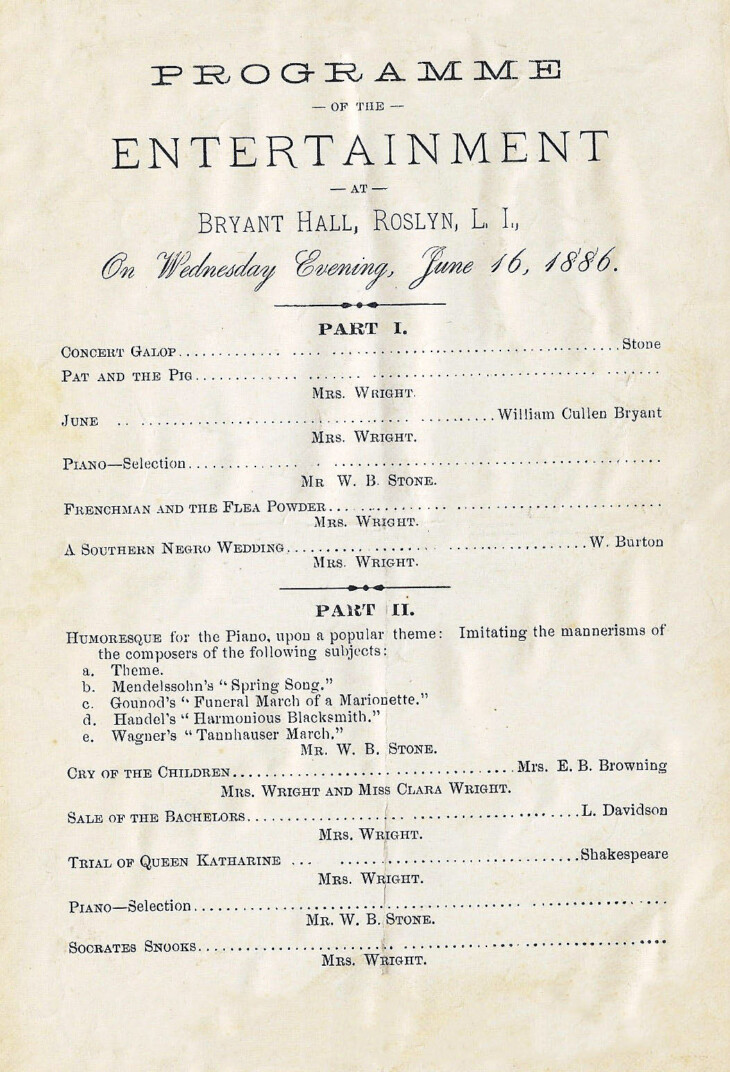 PROGRAMME
— OF THE —
ENTERTAINMENT
— AT —
BRYANT HALL, ROSLYN, L. I.,
On Wednesday Evening, June 16, 1886.
PART I.
CONCERT GALOP.............. .... ........................................Stone
PAT AND THE PIG............. ....... .................................. .......
MRS. WRIGHT.
JUNE .. .................................... ..........William Cullen Bryant
MRS. WRIGHT.
PIANO—Selection.............. . ............................................
MR W. B. STONE.
FRENCHMAN AND THE FLEA POWDER... .. ......... ..............................
MRS. WRIGHT.
A SOUTHERN NEGRO WEDDING....................... ...................W. Burton
MRS. WRIGHT.
PART II.
HUMORESQUE for the Piano, upon a popular theme: Imitating the mannerisms of
the composers of the following subjects:
a. Theme.
b. Mendelssohn's “Spring Song.”
c. Gounod's “Funeral March of a Marionette.”
d. Handel's “Harmonious Blacksmith.”
e. Wagner's “Tannhauser March.”
MR. W. B. STONE.
CRY OF THE CHILDREN.................................... ....Mrs. E. B. Browning
MRS. WRIGHT AND MISS CLARA WRIGHT.
SALE OF THE BACHELORS.............................................L. Davidson
MRS. WRIGHT.
TRIAL OF QUEEN KATHARINE ... ..................................Shakespeare
MRS. WRIGHT.
PIANO—Selection........................................... .................
MR. W. B. STONE.
SOCRATES SNOOKS...................... .......................... ............
MRS. WRIGHT.